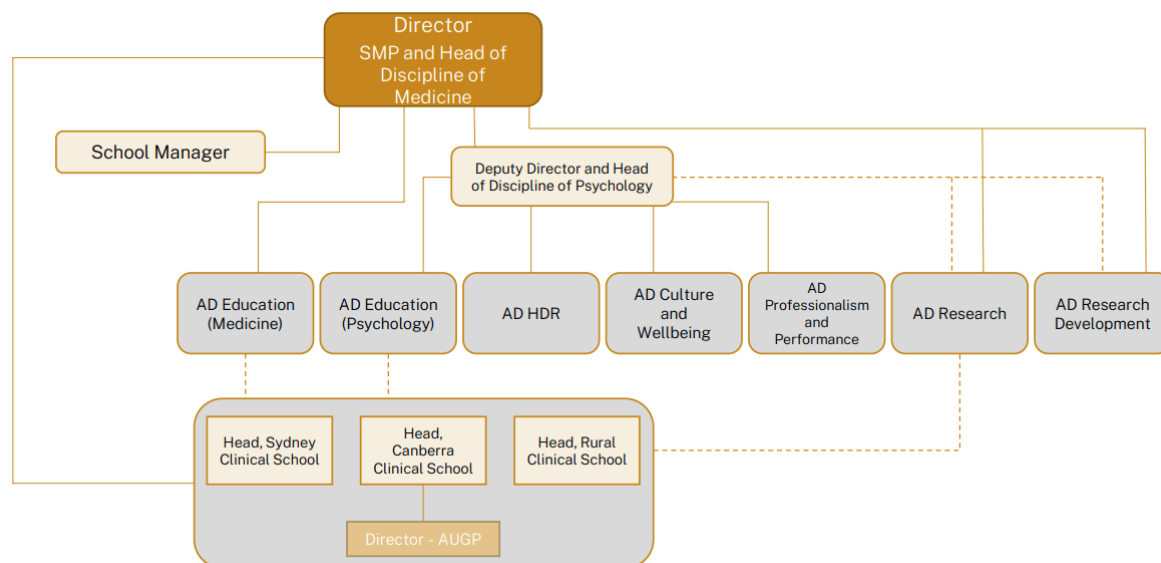 Director
SMP and Head of
Discipline of
Medicine
School Manager
Deputy Director and Head
of Discipline of Psychology
AD Education
(Medicine)
AD Education
(Psychology)
AD HDR
AD Culture
and
Wellbeing
AD
Professionalism
and
Performance
AD Research
AD Research
Development
Head, Sydney
Clinical School
Head,
Canberra
Clinical School
Head, Rural
Clinical School
Director - AUGP